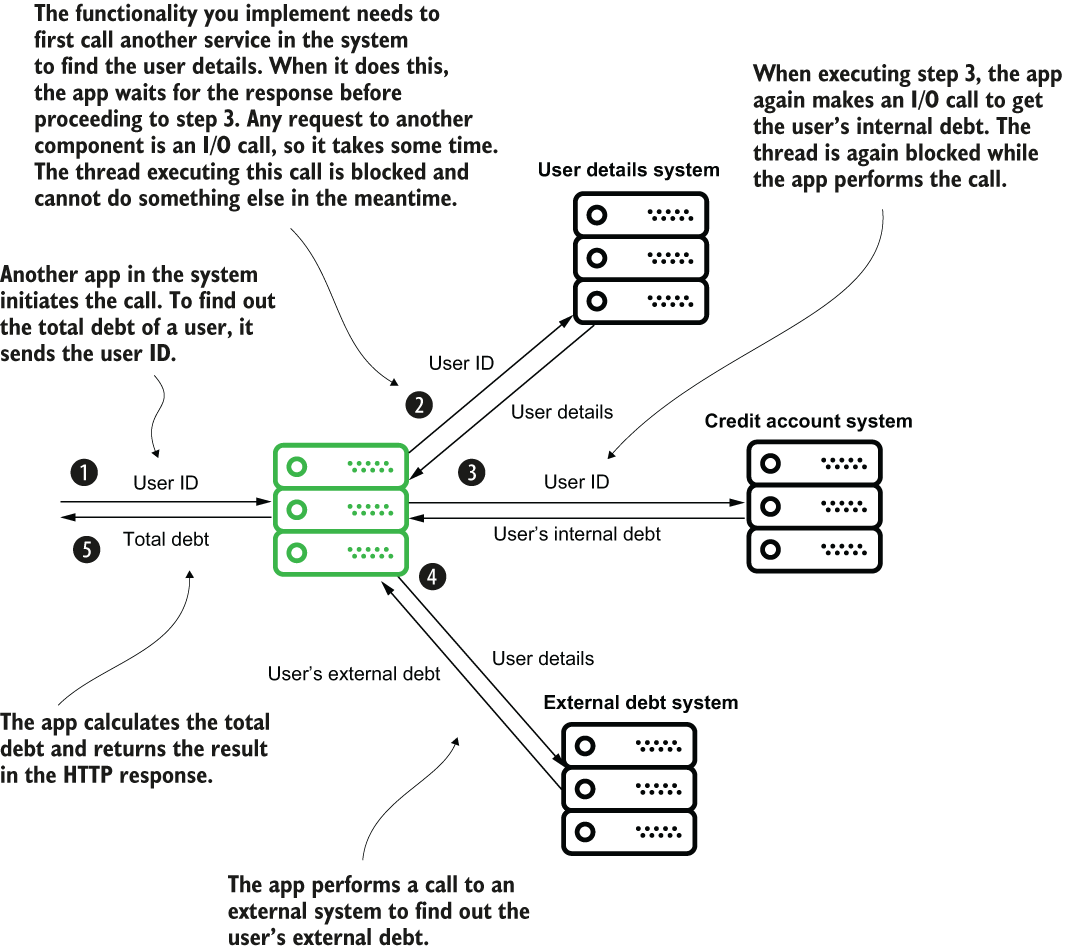 The functionality you implement needs to
first call another service in the system
to find the user details. When it does this,
the app waits for the response before
proceeding to step 3. Any request to another
component is an I/O call, so it takes some time.
The thread executing this call is blocked and
cannot do something else in the meantime.
When executing step 3, the app
again makes an I/O call to get
the user’s internal debt. The
thread is again blocked while
the app performs the call.
User details system
Another app in the system
initiates the call. To find out
the total debt of a user, it
sends the user ID.
User ID
2
User details
Credit account system
1
User ID
3
User ID
User’s internal debt
5
Total debt
4
User details
User’s external debt
External debt system
The app calculates the total
debt and returns the result
in the HTTP response.
The app performs a call to an
external system to find out the
user’s external debt.